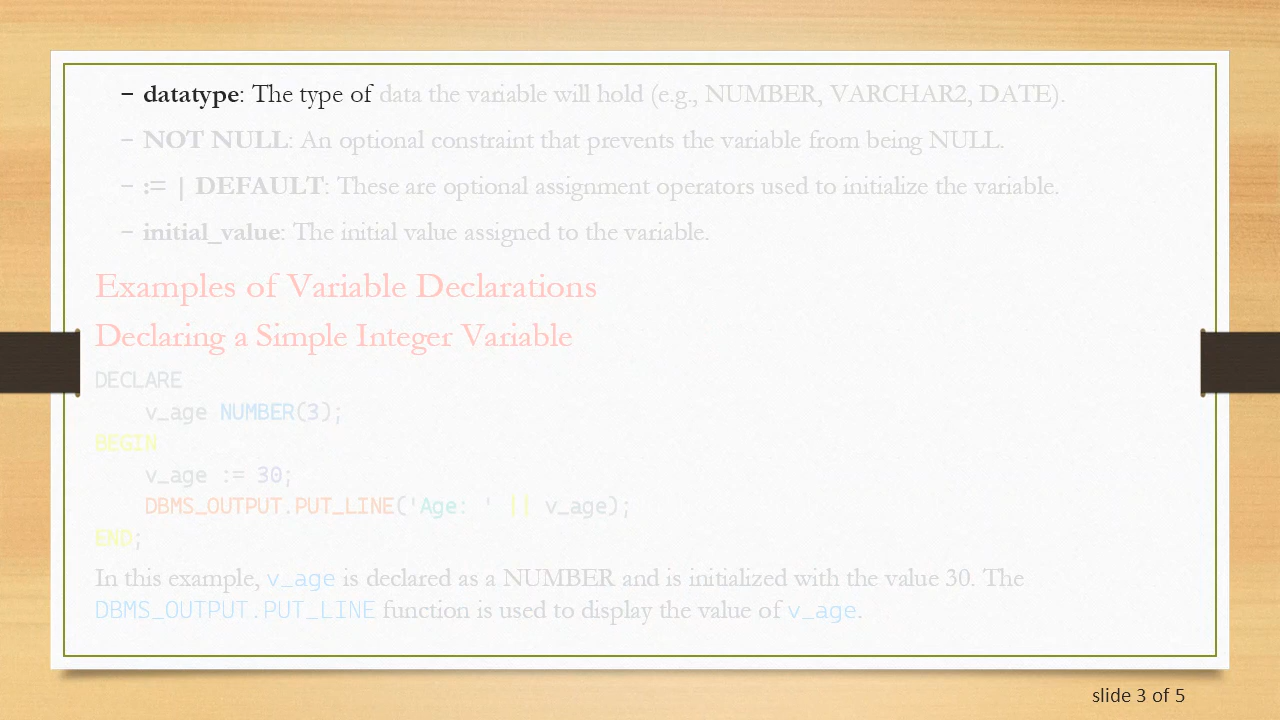 – datatype: The type of data the variable will hold (e.g., NUMBER, VARCHAR2, DATE).
– NOT NULL: An optional constraint that prevents the variable from being NULL.
– := | DEFAULT: These are optional assignment operators used to initialize the variable.
– initial_value: The initial value assigned to the variable.
Examples of Variable Declarations
Declaring a Simple Integer Variable
DECLARE
    v_age NUMBER(3);
BEGIN
    v_age := 30;
    DBMS_OUTPUT.PUT_LINE('Age: ' || v_age);
END;
In this example, v_age is declared as a NUMBER and is initialized with the value 30. The
DBMS_OUTPUT.PUT_LINE function is used to display the value of v_age.
slide 3 of 5